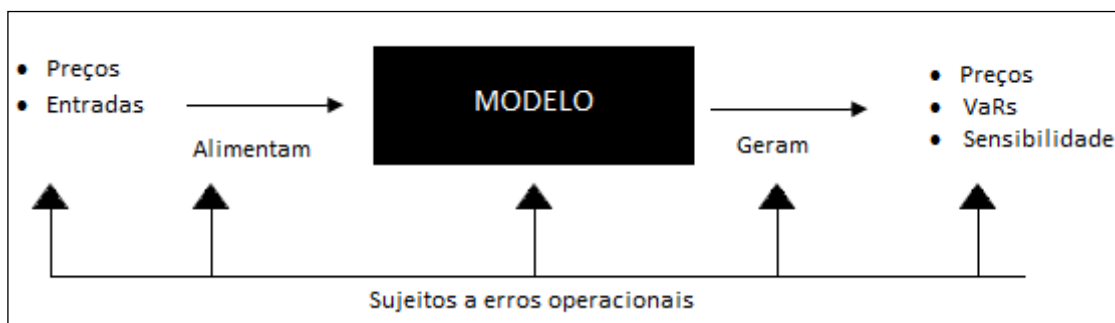 • Preços
• Entradas
Alimentam
MODELO
Geram
• Preços
• VaRs
• Sensibilidade
Sujeitos a erros operacionais